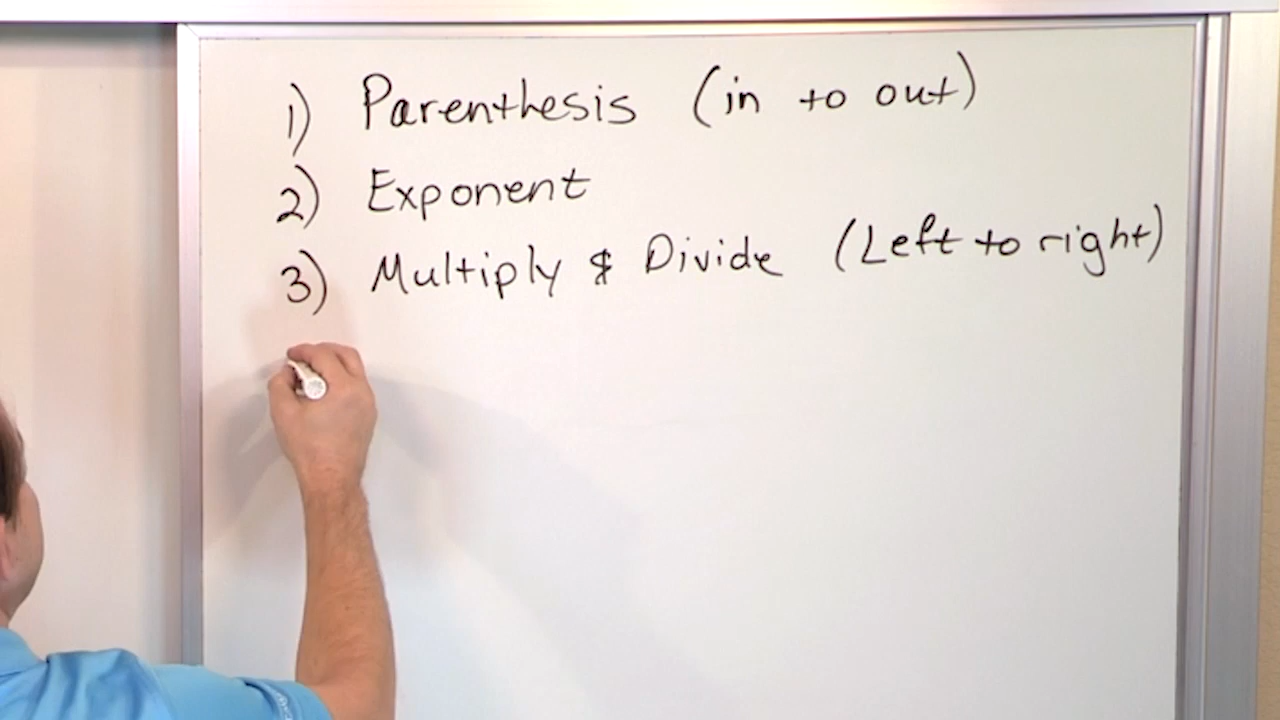 1) Parenthesis (in to out)
2) Exponent
3) Multiply & Divide (Left to right)